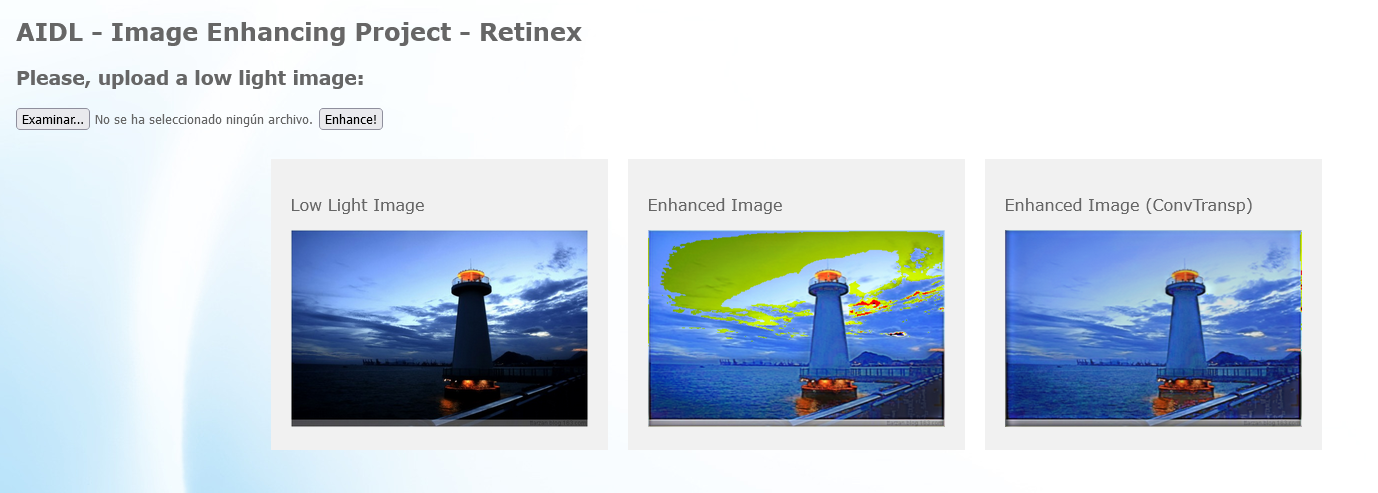 AIDL - Image Enhancing Project - Retinex
Please, upload a low light image:
Examinar... No se ha seleccionado ningún archivo. Enhance!
Low Light Image
Enhanced Image
Enhanced Image (ConvTransp)